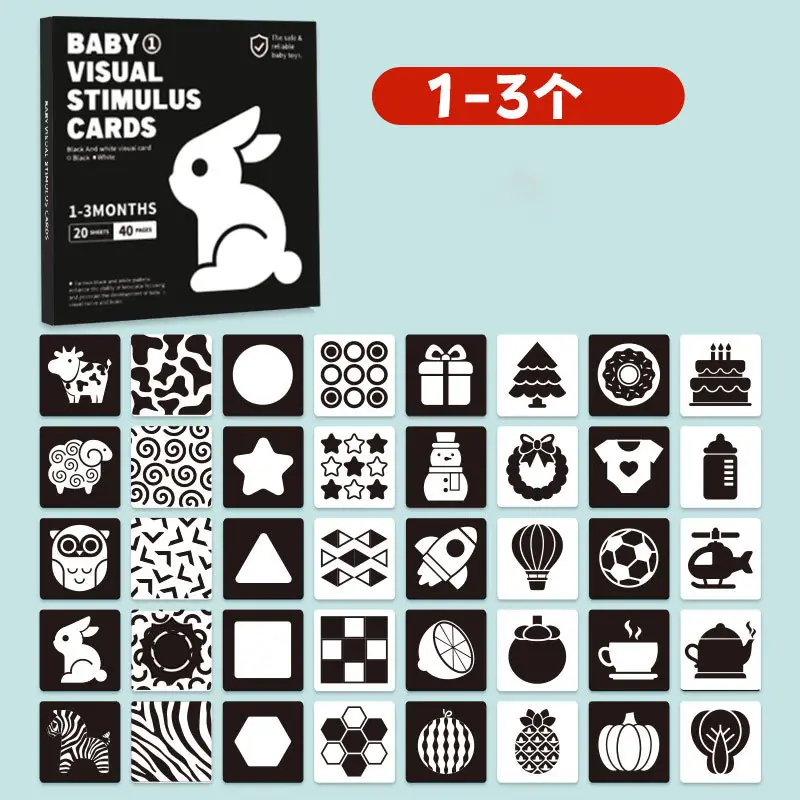 BABY ①
VISUAL
STIMULUS
CARDS
Black And white visual card
Black White
The safe &
reliable
baby toys.
1-3MONTHS
20 SHEETS 40 PAGES
BABY VISUAL STIMULUS CARDS
1-3个